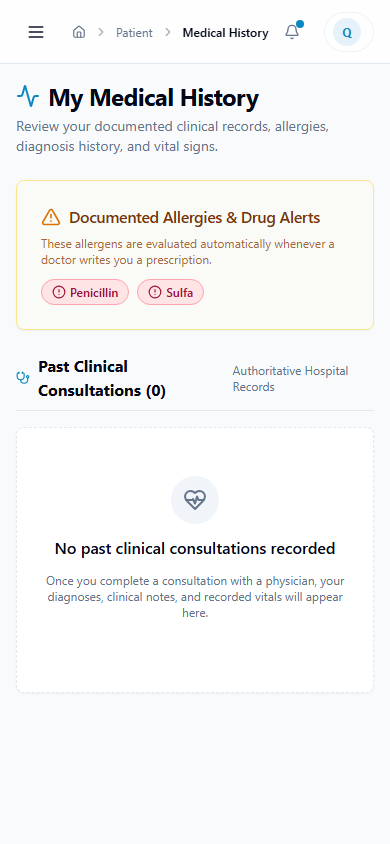 Patient Medical History Q
My Medical History
Review your documented clinical records, allergies,
diagnosis history, and vital signs.
Documented Allergies & Drug Alerts
These allergens are evaluated automatically whenever a
doctor writes you a prescription.
Penicillin Sulfa
Past Clinical
Consultations (0)
Authoritative Hospital
Records
No past clinical consultations recorded
Once you complete a consultation with a physician, your
diagnoses, clinical notes, and recorded vitals will appear
here.